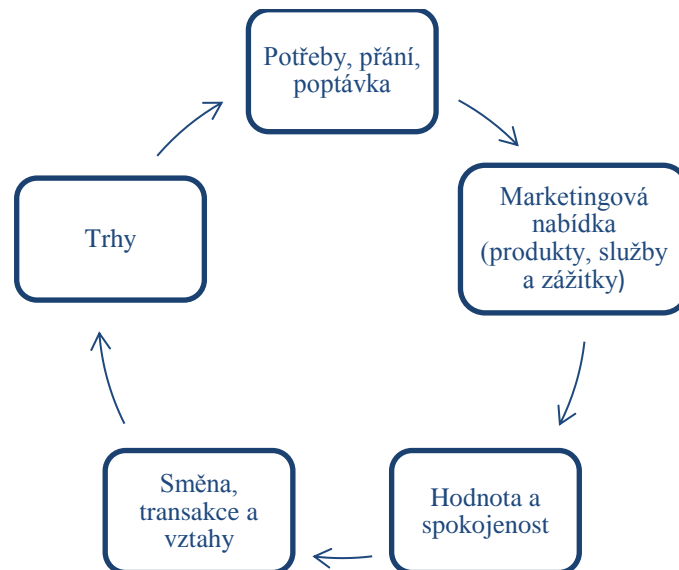 Potřeby, přání,
poptávka
Marketingová
nabídka
(produkty, služby
a zážitky)
Hodnota a
spokojenost
Směna,
transakce a
vztahy
Trhy